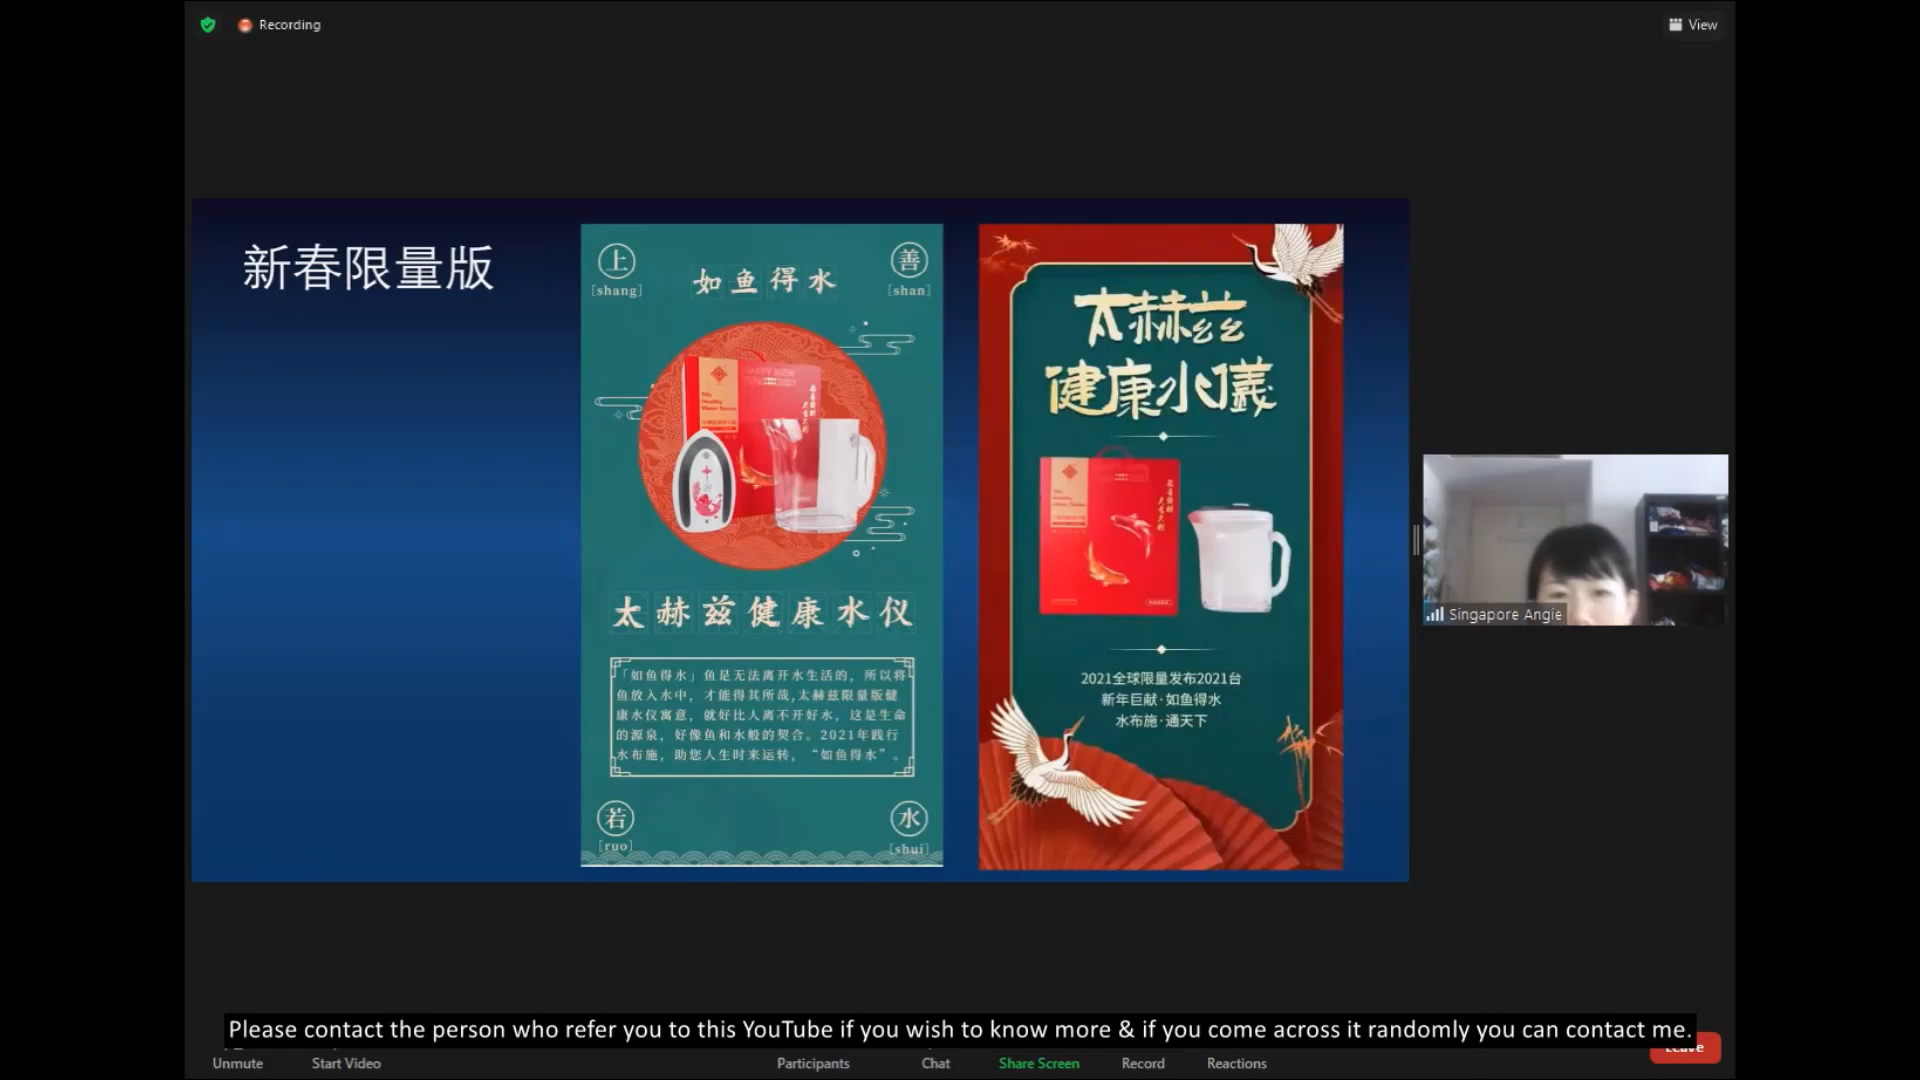 Recording
View
新春限量版
上
[shang]
如鱼得水
善
[shan]
太赫兹健康水仪
「如鱼得水」鱼是无法离开水生活的，所以将
鱼放入水中，才能得其所哉,太赫兹限量版健
康水仪寓意，就好比人离不开好水，这是生命
的源泉，好像鱼和水般的契合。2021年践行
水布施，助您人生时来运转，“如鱼得水”。
若
[ruo]
水
[shui]
太赫兹
健康水儀
2021全球限量发布2021台
新年巨献·如鱼得水
水布施·通天下
Singapore Angie
Please contact the person who refer you to this YouTube if you wish to know more & if you come across it randomly you can contact me.
Unmute
Start Video
Participants
Chat
Share Screen
Record
Reactions
Leave